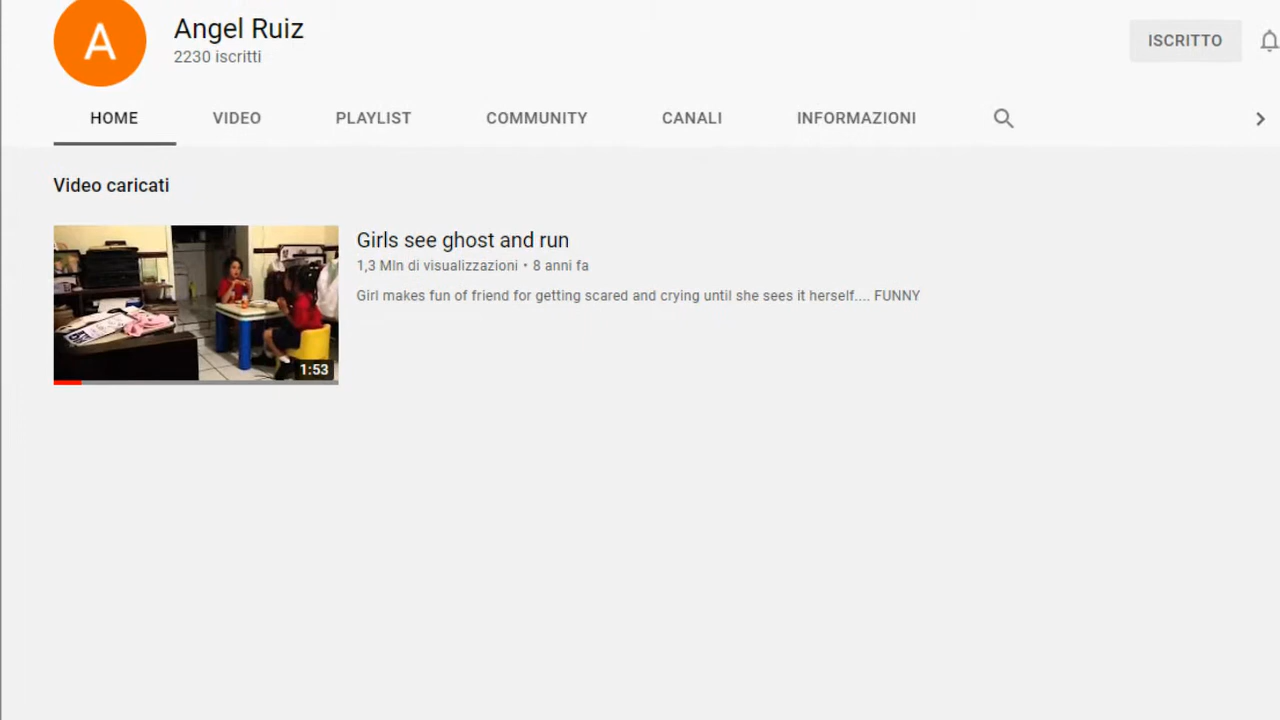 A
Angel Ruiz
2230 iscritti
ISCRITTO
HOME VIDEO PLAYLIST COMMUNITY CANALI INFORMAZIONI
Video caricati
Girls see ghost and run
1,3 Mln di visualizzazioni • 8 anni fa
Girl makes fun of friend for getting scared and crying until she sees it herself.... FUNNY
1:53